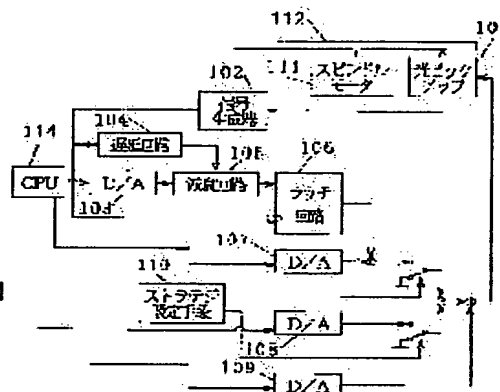 112
10
102
111
スピンドル
モータ
光ピック
アップ
104
114
遅延回路
105
106
CPU
D/A
103
ラッチ
回路
107
D/A
110
ストラテジ
設定手段
D/A
108
109
D/A